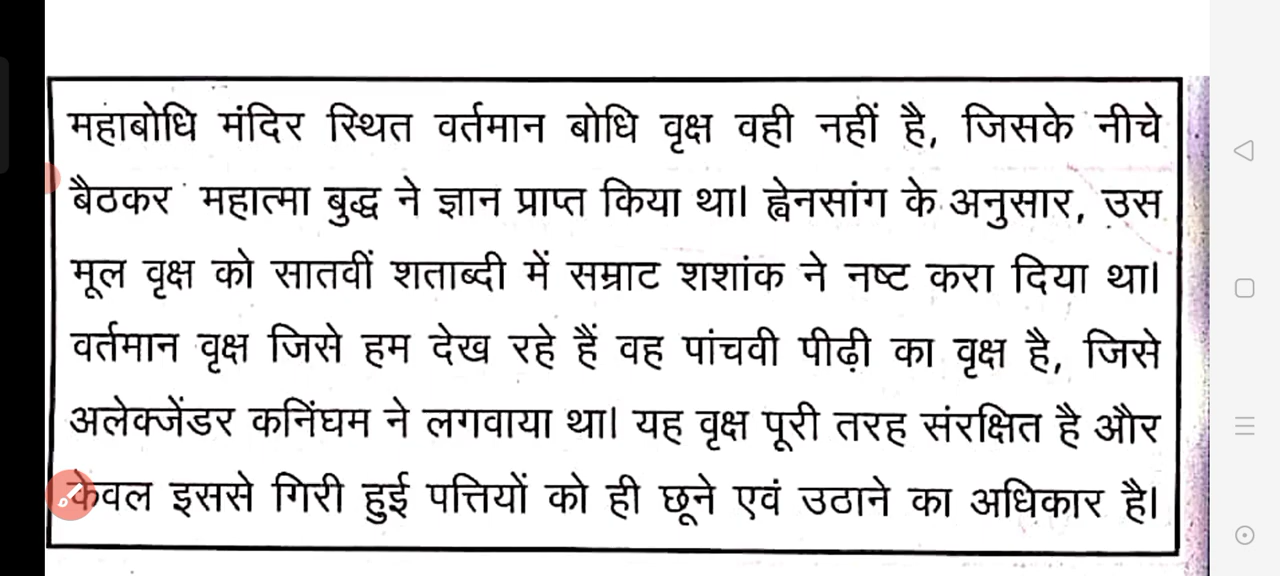 महाबोधि मंदिर स्थित वर्तमान बोधि वृक्ष वही नहीं है, जिसके नीचे
बैठकर महात्मा बुद्ध ने ज्ञान प्राप्त किया था। ह्वेनसांग के अनुसार, उस
मूल वृक्ष को सातवीं शताब्दी में सम्राट शशांक ने नष्ट करा दिया था।
वर्तमान वृक्ष जिसे हम देख रहे हैं वह पांचवी पीढ़ी का वृक्ष है, जिसे
अलेक्जेंडर कनिंघम ने लगवाया था। यह वृक्ष पूरी तरह संरक्षित है और
केवल इससे गिरी हुई पत्तियों को ही छूने एवं उठाने का अधिकार है।